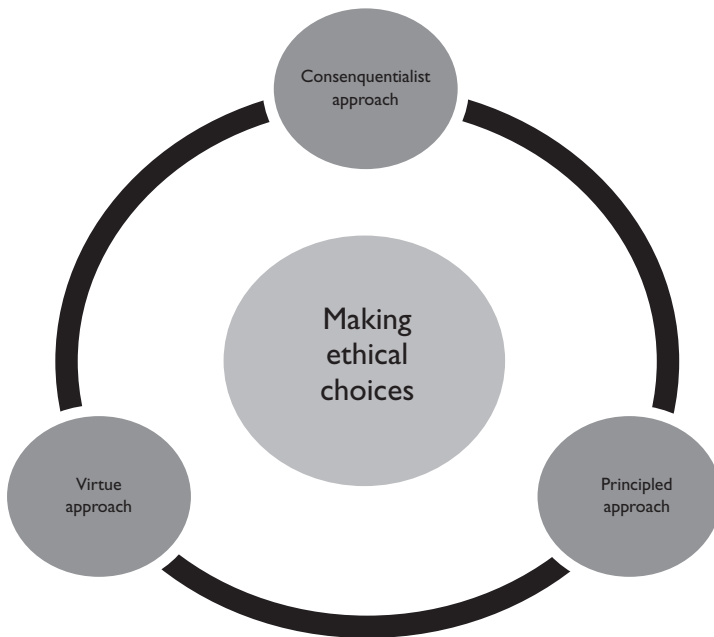 Consenquentialist
approach
Making
ethical
choices
Virtue
approach
Principled
approach